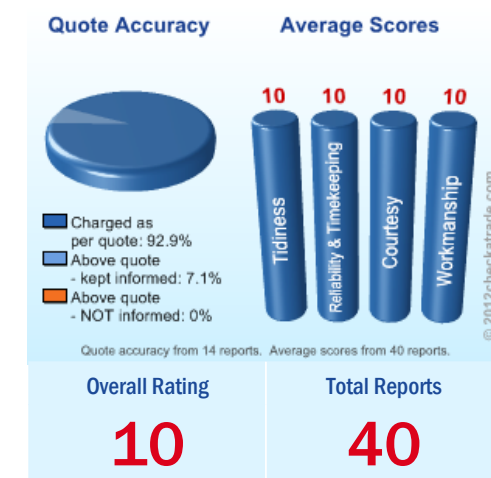 Quote Accuracy
Average Scores
10 10 10 10
Tidiness
Reliability & Timekeeping
Courtesy
Workmanship
Charged as
per quote: 92.9%
Above quote
- kept informed: 7.1%
Above quote
- NOT informed: 0%
© 2012checkatrade.com
Quote accuracy from 14 reports. Average scores from 40 reports.
Overall Rating
10
Total Reports
40